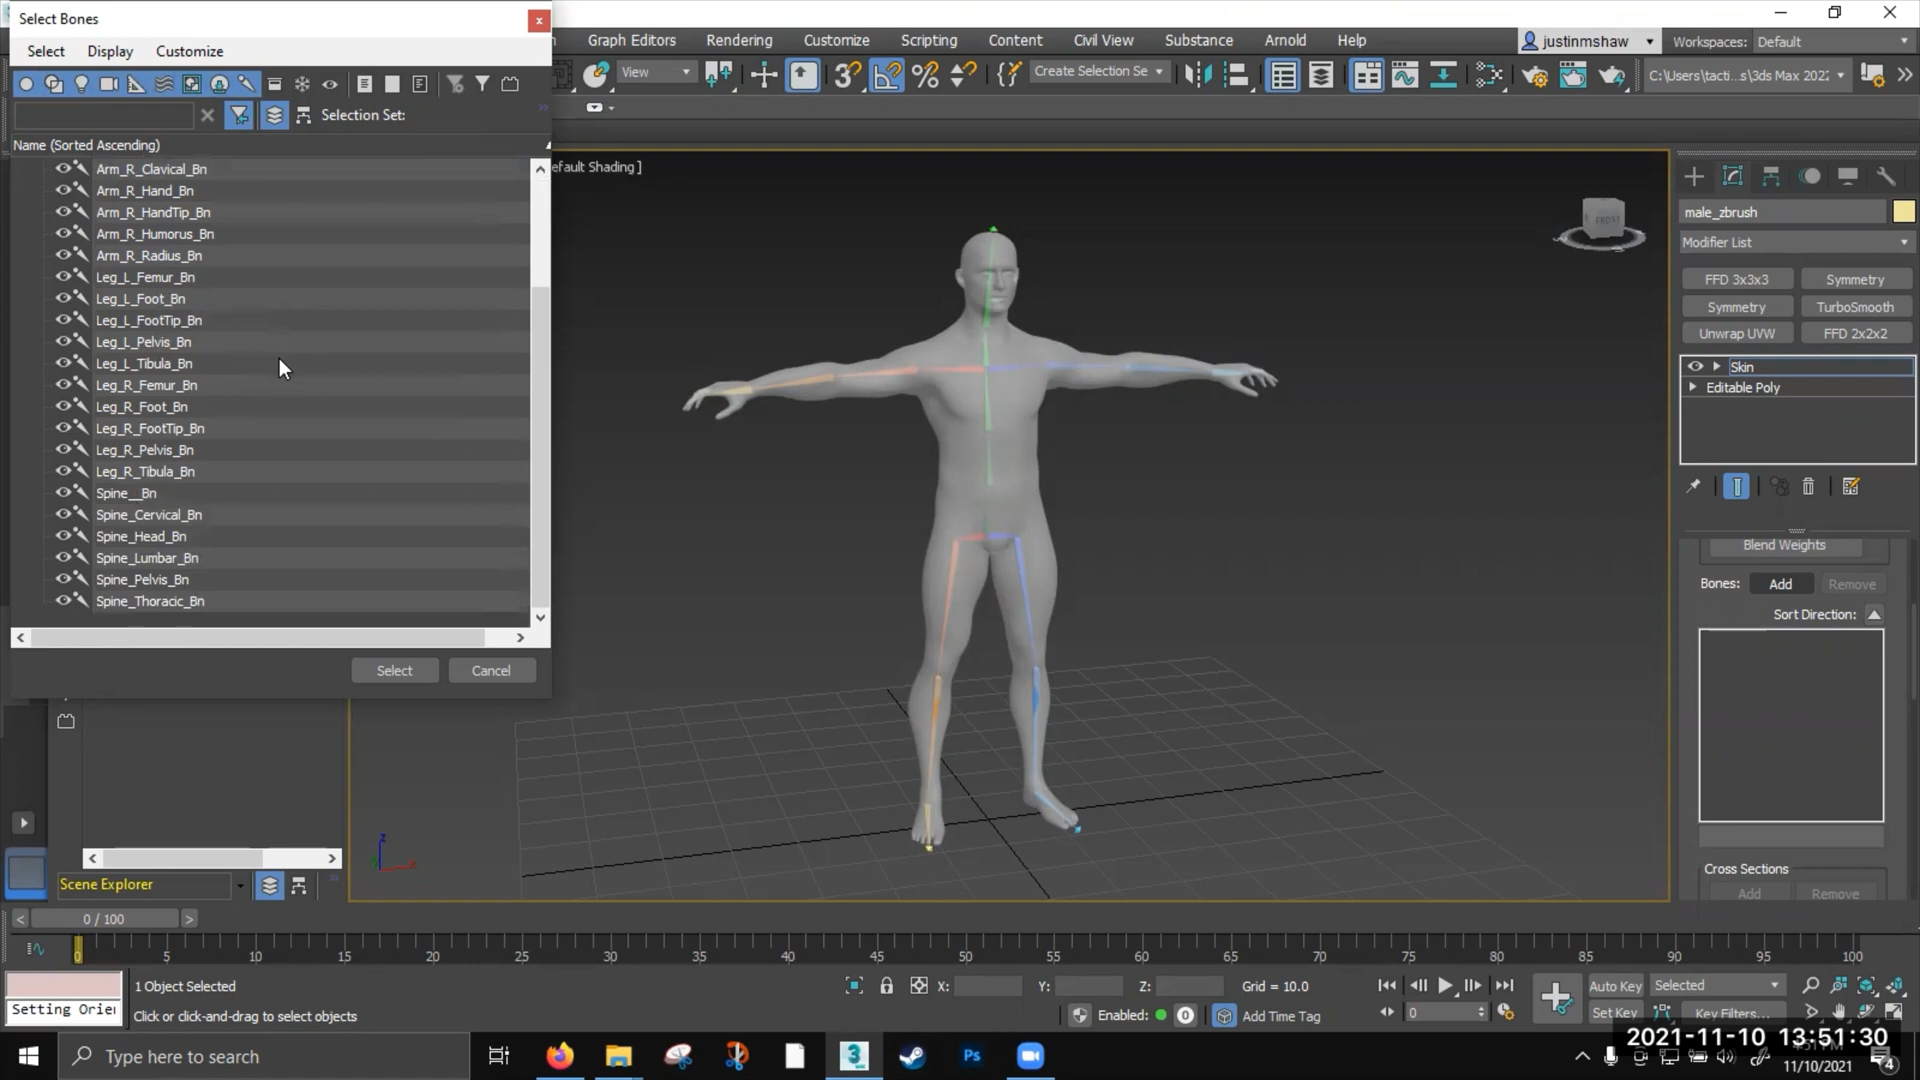 Select Bones
x
Select Display Customize
Selection Set:
Name (Sorted Ascending)
Arm_R_Clavical_Bn
Arm_R_Hand_Bn
Arm_R_HandTip_Bn
Arm_R_Humorus_Bn
Arm_R_Radius_Bn
Leg_L_Femur_Bn
Leg_L_Foot_Bn
Leg_L_FootTip_Bn
Leg_L_Pelvis_Bn
Leg_L_Tibula_Bn
Leg_R_Femur_Bn
Leg_R_Foot_Bn
Leg_R_FootTip_Bn
Leg_R_Pelvis_Bn
Leg_R_Tibula_Bn
Spine__Bn
Spine_Cervical_Bn
Spine_Head_Bn
Spine_Lumbar_Bn
Spine_Pelvis_Bn
Spine_Thoracic_Bn
Select Cancel
Graph Editors Rendering Customize Scripting Content Civil View Substance Arnold Help
justinmshaw Workspaces: Default
View Create Selection Se C:\Users\tacti...s\3ds Max 2022
efault Shading ]
FRONT
male_zbrush
Modifier List
FFD 3x3x3 Symmetry
Symmetry TurboSmooth
Unwrap UVW FFD 2x2x2
Skin
Editable Poly
Blend Weights
Bones: Add Remove
Sort Direction:
Cross Sections
Add Remove
z
x
Scene Explorer
< 0 / 100 >
0 5 10 15 20 25 30 35 40 45 50 55 60 65 70 75 80 85 90 95 100
1 Object Selected
X: Y: Z: Grid = 10.0
Auto Key Selected
Setting Orie
Click or click-and-drag to select objects
Enabled: 0 Add Time Tag
0
Set Key Key Filters...
2021-11-10 13:51:30
Type here to search
3
Ps
11/10/2021
4